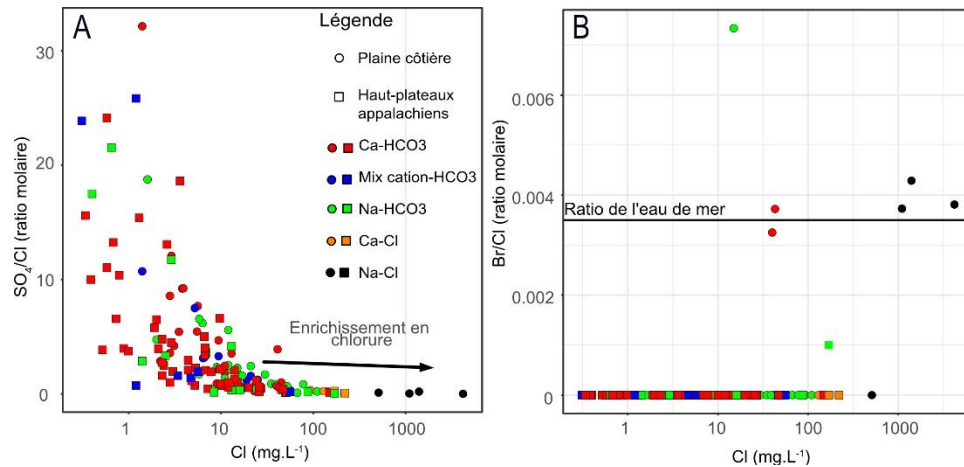 A
SO4/Cl (ratio molaire)
30
20
10
0
1
10
100
1000
Cl (mg.L-1)
Légende
Plaine côtière
Haut-plateaux
appalachiens
Ca-HCO3
Mix cation-HCO3
Na-HCO3
Ca-Cl
Na-Cl
Enrichissement en
chlorure
B
Br/Cl (ratio molaire)
0.006
0.004
0.002
0
Ratio de l'eau de mer
1
10
100
1000
Cl (mg.L-1)